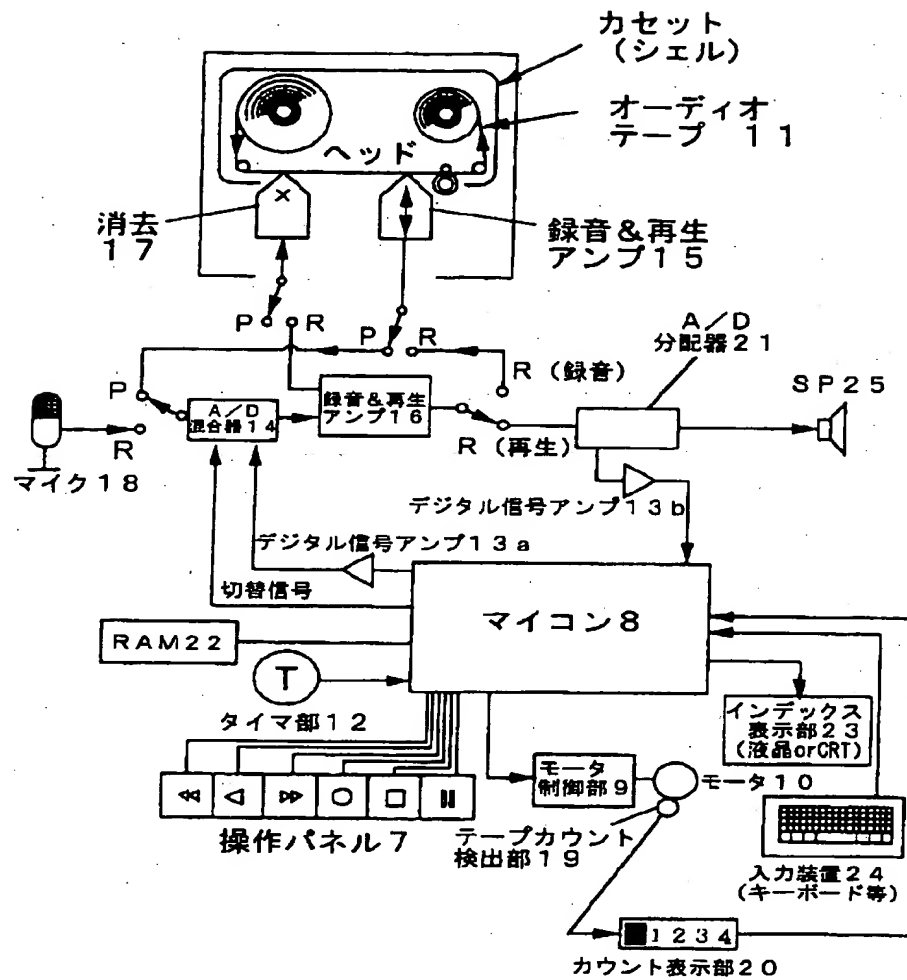 カセット
(シェル)
オーディオ
テープ 11
ヘッド
消去
17
録音&再生
アンプ15
P
R
P
R
A/D
分配器21
R (録音)
SP25
P
A/D
混合器14
録音&再生
アンプ16
R
R (再生)
マイク18
デジタル信号アンプ13b
デジタル信号アンプ13a
切替信号
マイコン8
RAM22
T
タイマ部12
インデックス
表示部23
(液晶orCRT)
モータ
制御部9
モータ10
操作パネル7
テープカウント
検出部19
入力装置24
(キーボード等)
1234
カウント表示部20